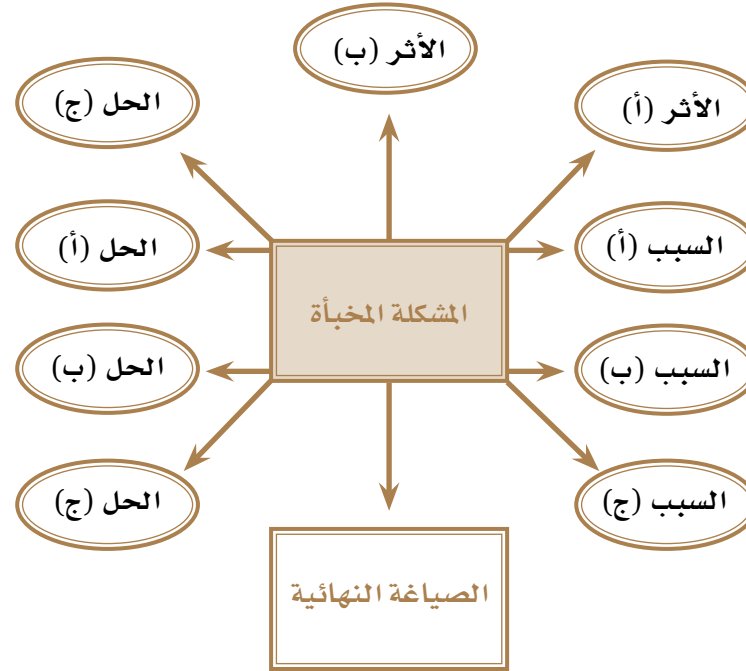 الأثر (ب)
الأثر (أ)
الحل (ج)
السبب (أ)
الحل (أ)
المشكلة المخبأة
السبب (ب)
الحل (ب)
السبب (ج)
الحل (ج)
الصياغة النهائية